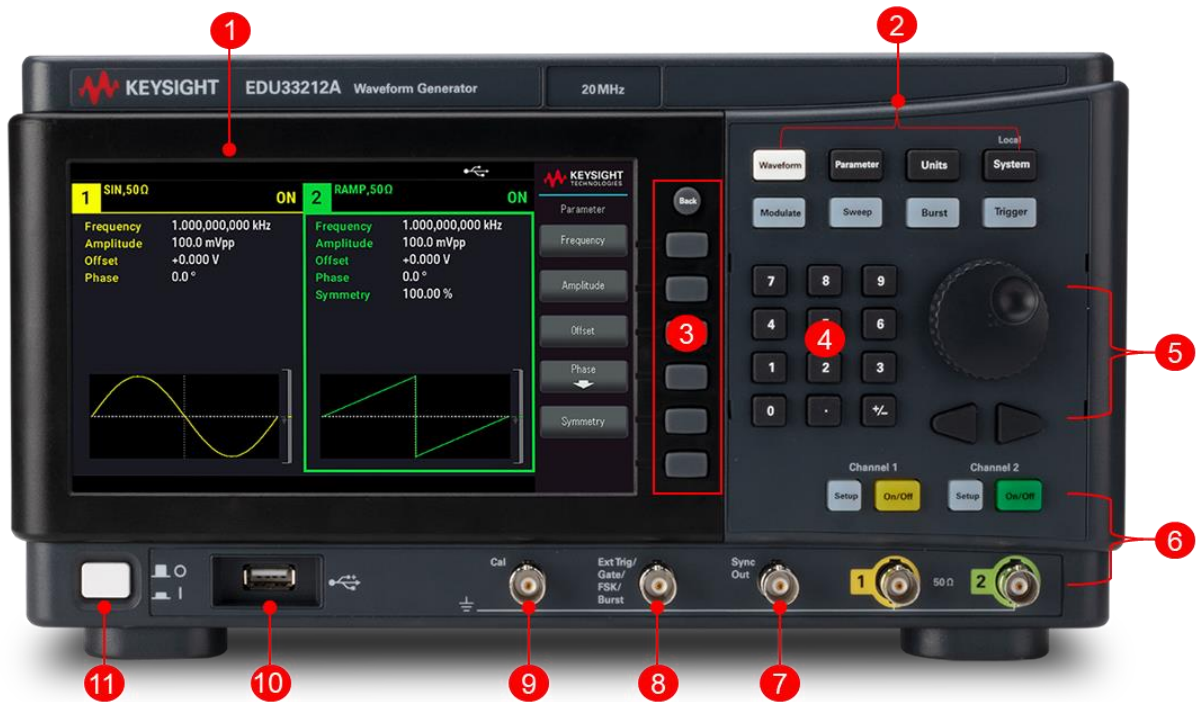 1
2
KEYSIGHT EDU33212A Waveform Generator 20 MHz
Local
Waveform Parameter Units System
Modulate Sweep Burst Trigger
1 SIN,50Ω ON
Frequency 1.000,000,000 kHz
Amplitude 100.0 mVpp
Offset +0.000 V
Phase 0.0 °
2 RAMP,50Ω ON
Frequency 1.000,000,000 kHz
Amplitude 100.0 mVpp
Offset +0.000 V
Phase 0.0 °
Symmetry 100.00 %
KEYSIGHT
TECHNOLOGIES
Parameter
Frequency
Amplitude
Offset
Phase
Symmetry
Back
3
7 8 9
4 6
1 2 3
0 . +/-
4
5
Channel 1 Channel 2
Setup On/Off Setup On/Off
6
Cal
Ext Trig/
Gate/
FSK/
Burst
Sync
Out
1 50 Ω 2
11 10 9 8 7